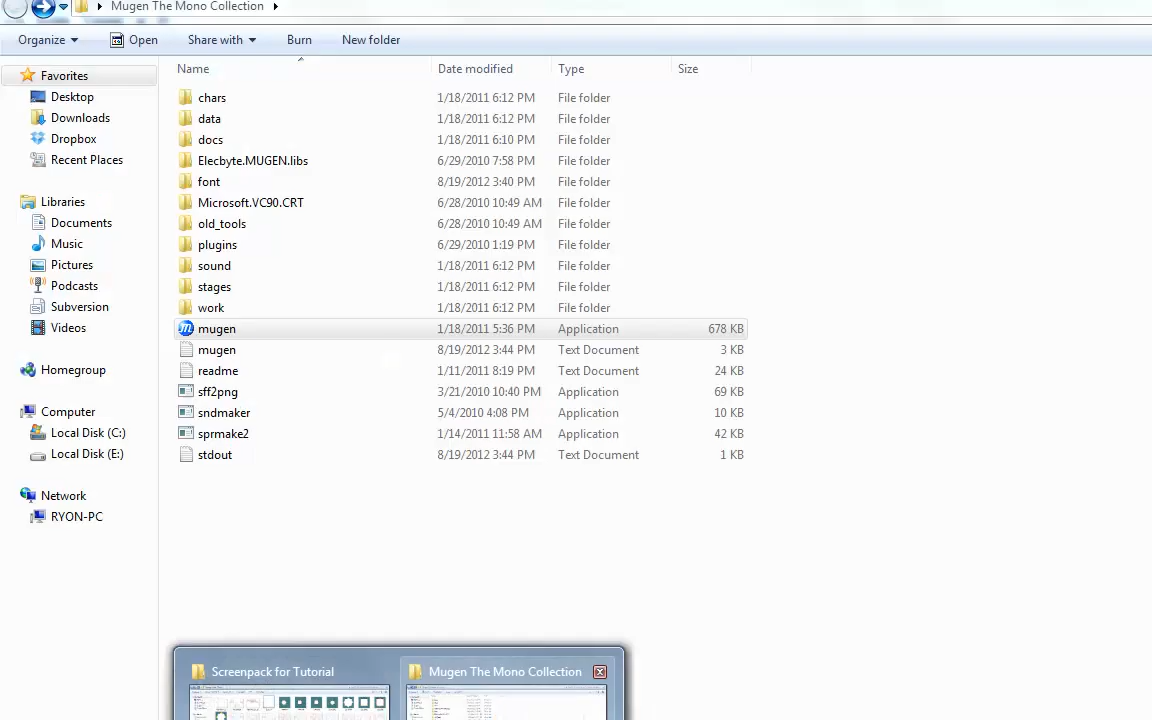 Mugen The Mono Collection
Organize Open Share with Burn New folder
Name Date modified Type Size
Favorites
Desktop
Downloads
Dropbox
Recent Places
Libraries
Documents
Music
Pictures
Podcasts
Subversion
Videos
Homegroup
Computer
Local Disk (C:)
Local Disk (E:)
Network
RYON-PC
chars 1/18/2011 6:12 PM File folder
data 1/18/2011 6:12 PM File folder
docs 1/18/2011 6:10 PM File folder
Elecbyte.MUGEN.libs 6/29/2010 7:58 PM File folder
font 8/19/2012 3:40 PM File folder
Microsoft.VC90.CRT 6/28/2010 10:49 AM File folder
old_tools 6/28/2010 10:49 AM File folder
plugins 6/29/2010 1:19 PM File folder
sound 1/18/2011 6:12 PM File folder
stages 1/18/2011 6:12 PM File folder
work 1/18/2011 6:12 PM File folder
mugen 1/18/2011 5:36 PM Application 678 KB
mugen 8/19/2012 3:44 PM Text Document 3 KB
readme 1/11/2011 8:19 PM Text Document 24 KB
sff2png 3/21/2010 10:40 PM Application 69 KB
sndmaker 5/4/2010 4:08 PM Application 10 KB
sprmake2 1/14/2011 11:58 AM Application 42 KB
stdout 8/19/2012 3:44 PM Text Document 1 KB
Screenpack for Tutorial
Mugen The Mono Collection